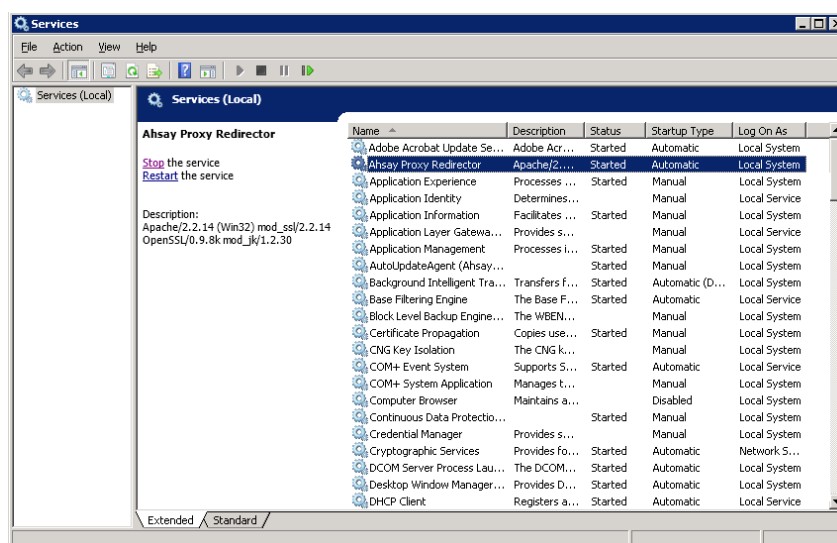 Services
File Action View Help
Services (Local)
Services (Local)
Ahsay Proxy Redirector
Stop the service
Restart the service
Description:
Apache/2.2.14 (Win32) mod_ssl/2.2.14
OpenSSL/0.9.8k mod_jk/1.2.30
Name Description Status Startup Type Log On As
Adobe Acrobat Update Se... Adobe Acr... Started Automatic Local System
Ahsay Proxy Redirector Apache/2.... Started Automatic Local System
Application Experience Processes ... Started Manual Local System
Application Identity Determines... Manual Local Service
Application Information Facilitates ... Started Manual Local System
Application Layer Gatewa... Provides s... Manual Local Service
Application Management Processes i... Started Manual Local System
AutoUpdateAgent (Ahsay... Started Manual Local System
Background Intelligent Tra... Transfers f... Started Automatic (D... Local System
Base Filtering Engine The Base F... Started Automatic Local Service
Block Level Backup Engine... The WBEN... Manual Local System
Certificate Propagation Copies use... Started Manual Local System
CNG Key Isolation The CNG k... Manual Local System
COM+ Event System Supports S... Started Automatic Local Service
COM+ System Application Manages t... Manual Local System
Computer Browser Maintains a... Disabled Local System
Continuous Data Protectio... Started Manual Local System
Credential Manager Provides s... Manual Local System
Cryptographic Services Provides fo... Started Automatic Network S...
DCOM Server Process Lau... The DCOM... Started Automatic Local System
Desktop Window Manager... Provides D... Started Automatic Local System
DHCP Client Registers a... Started Automatic Local Service
Extended Standard